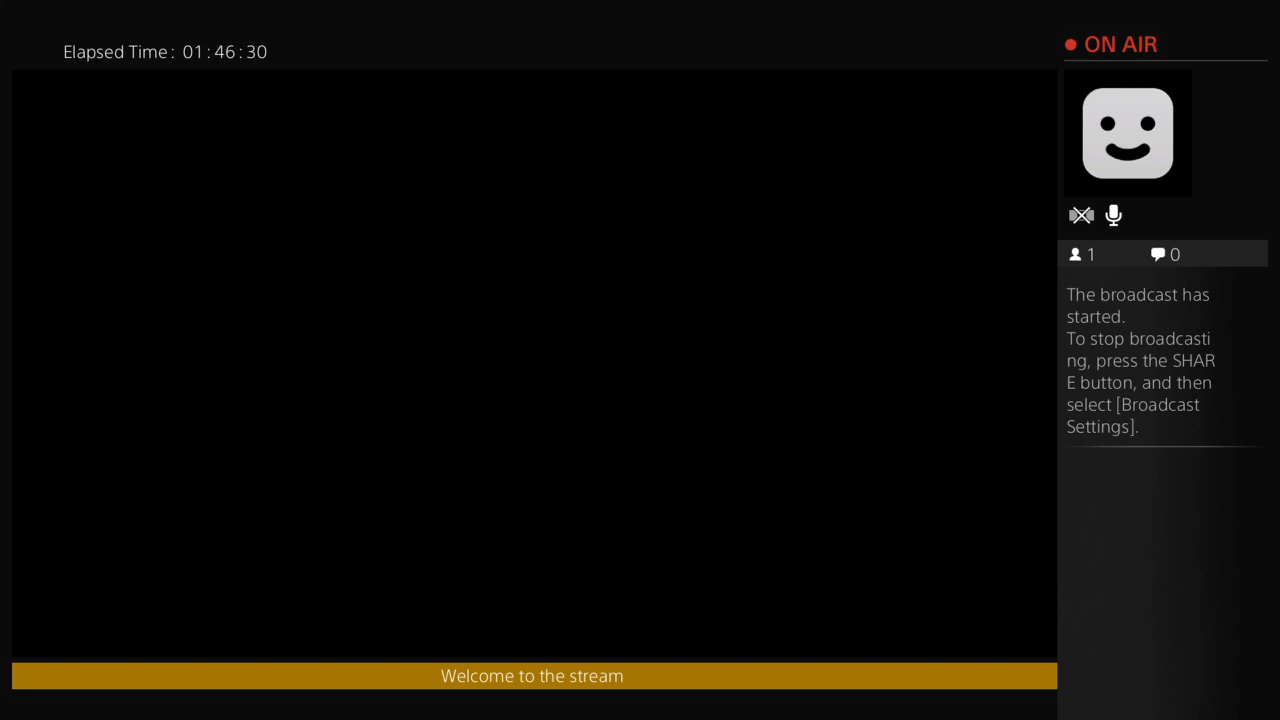 Elapsed Time: 01:46:30
ON AIR
1 0
The broadcast has
started.
To stop broadcasti
ng, press the SHAR
E button, and then
select [Broadcast
Settings].
Welcome to the stream